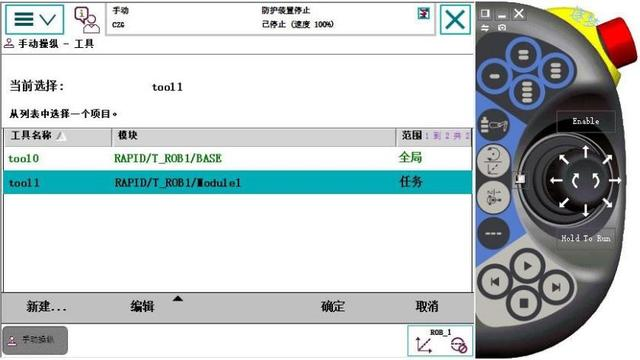 手动
防护装置停止
CZG
已停止 (速度 100%)
手动操纵 - 工具
当前选择:
tool1
从列表中选择一个项目。
工具名称
模块
范围 1 到 2 共 2
tool0
RAPID/T_ROB1/BASE
全局
tool1
RAPID/T_ROB1/Module1
任务
新建...
编辑
确定
取消
手动操纵
ROB_1
Enable
Hold To Run